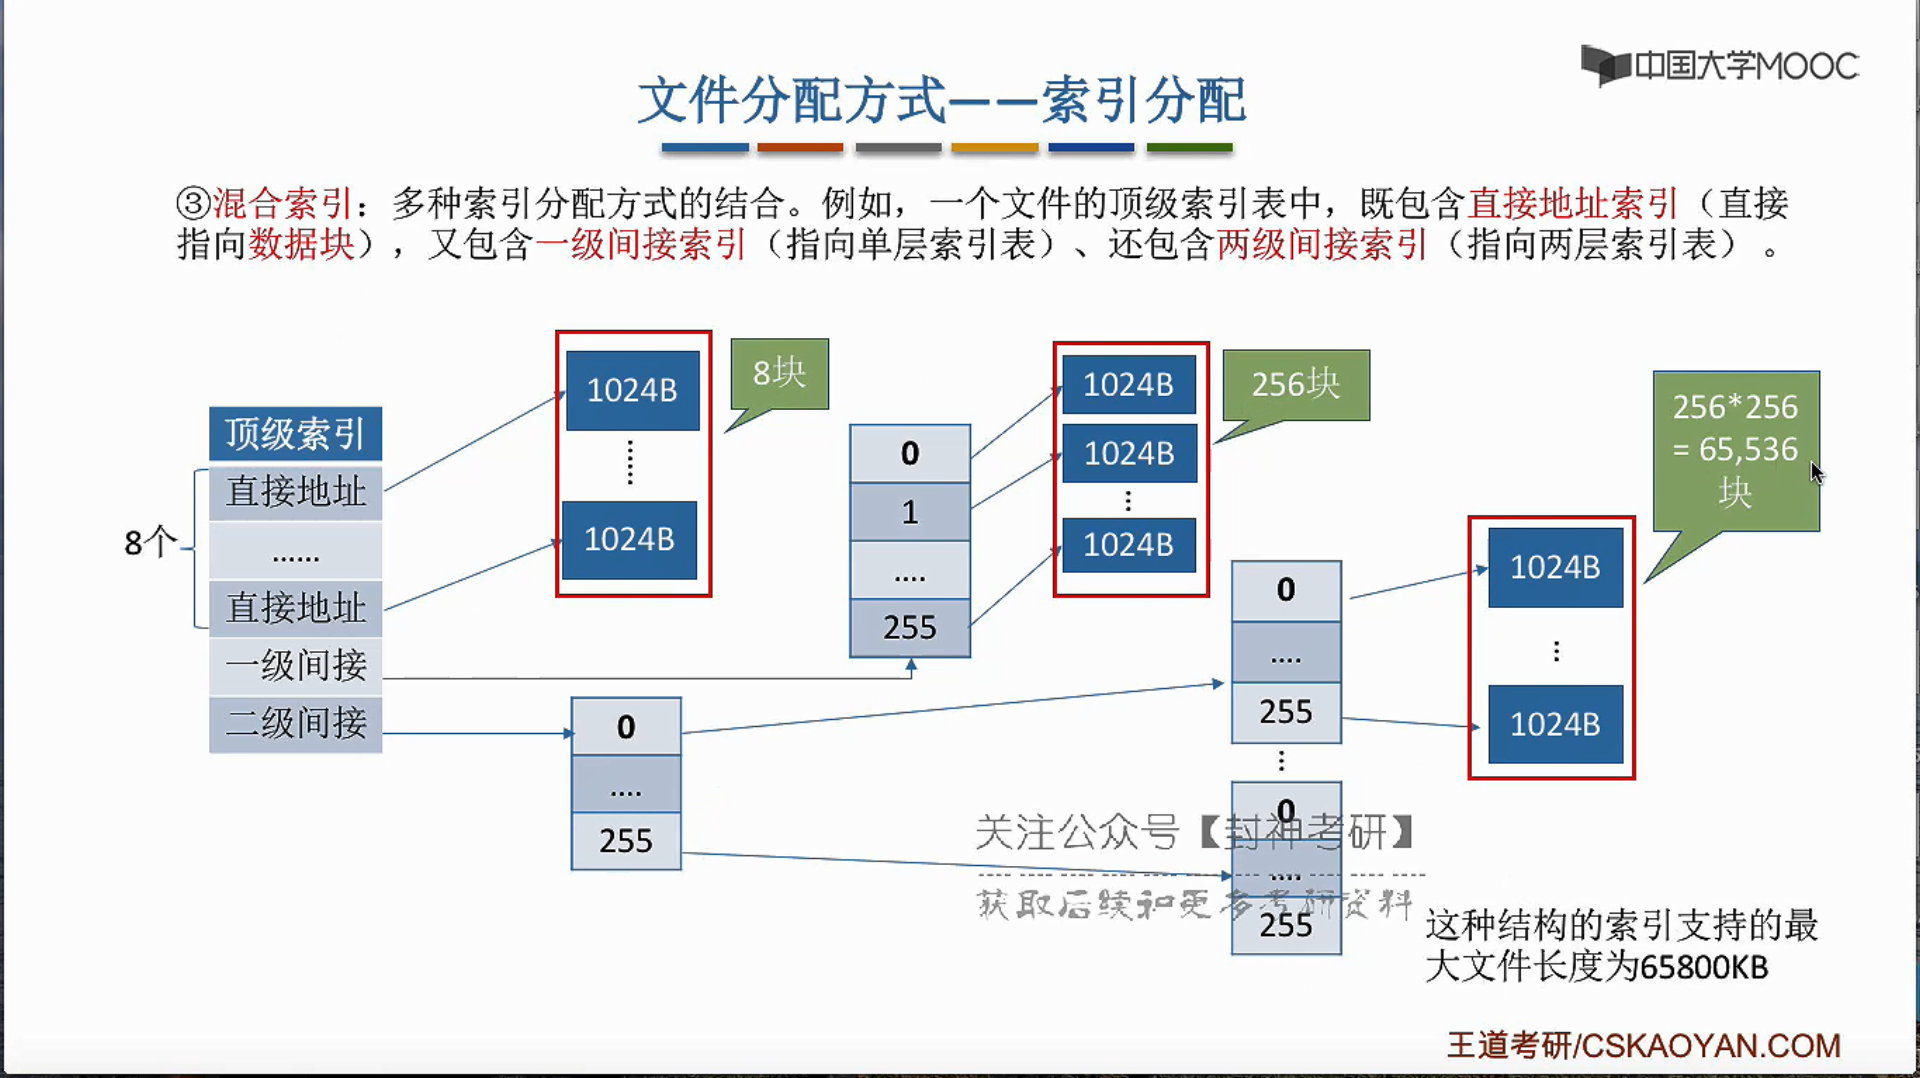 中国大学MOOC
文件分配方式——索引分配
③混合索引：多种索引分配方式的结合。例如，一个文件的顶级索引表中，既包含直接地址索引（直接
指向数据块），又包含一级间接索引（指向单层索引表）、还包含两级间接索引（指向两层索引表） 。
顶级索引
直接地址
......
直接地址
一级间接
二级间接
8个
1024B
1024B
8块
0
1
....
255
1024B
1024B
1024B
256块
0
....
255
0
....
255
0
....
255
1024B
1024B
256*256
= 65,536
块
关注公众号【封神考研】
获取后续和更多考研资料
这种结构的索引支持的最
大文件长度为65800KB
王道考研/CSKAOYAN.COM